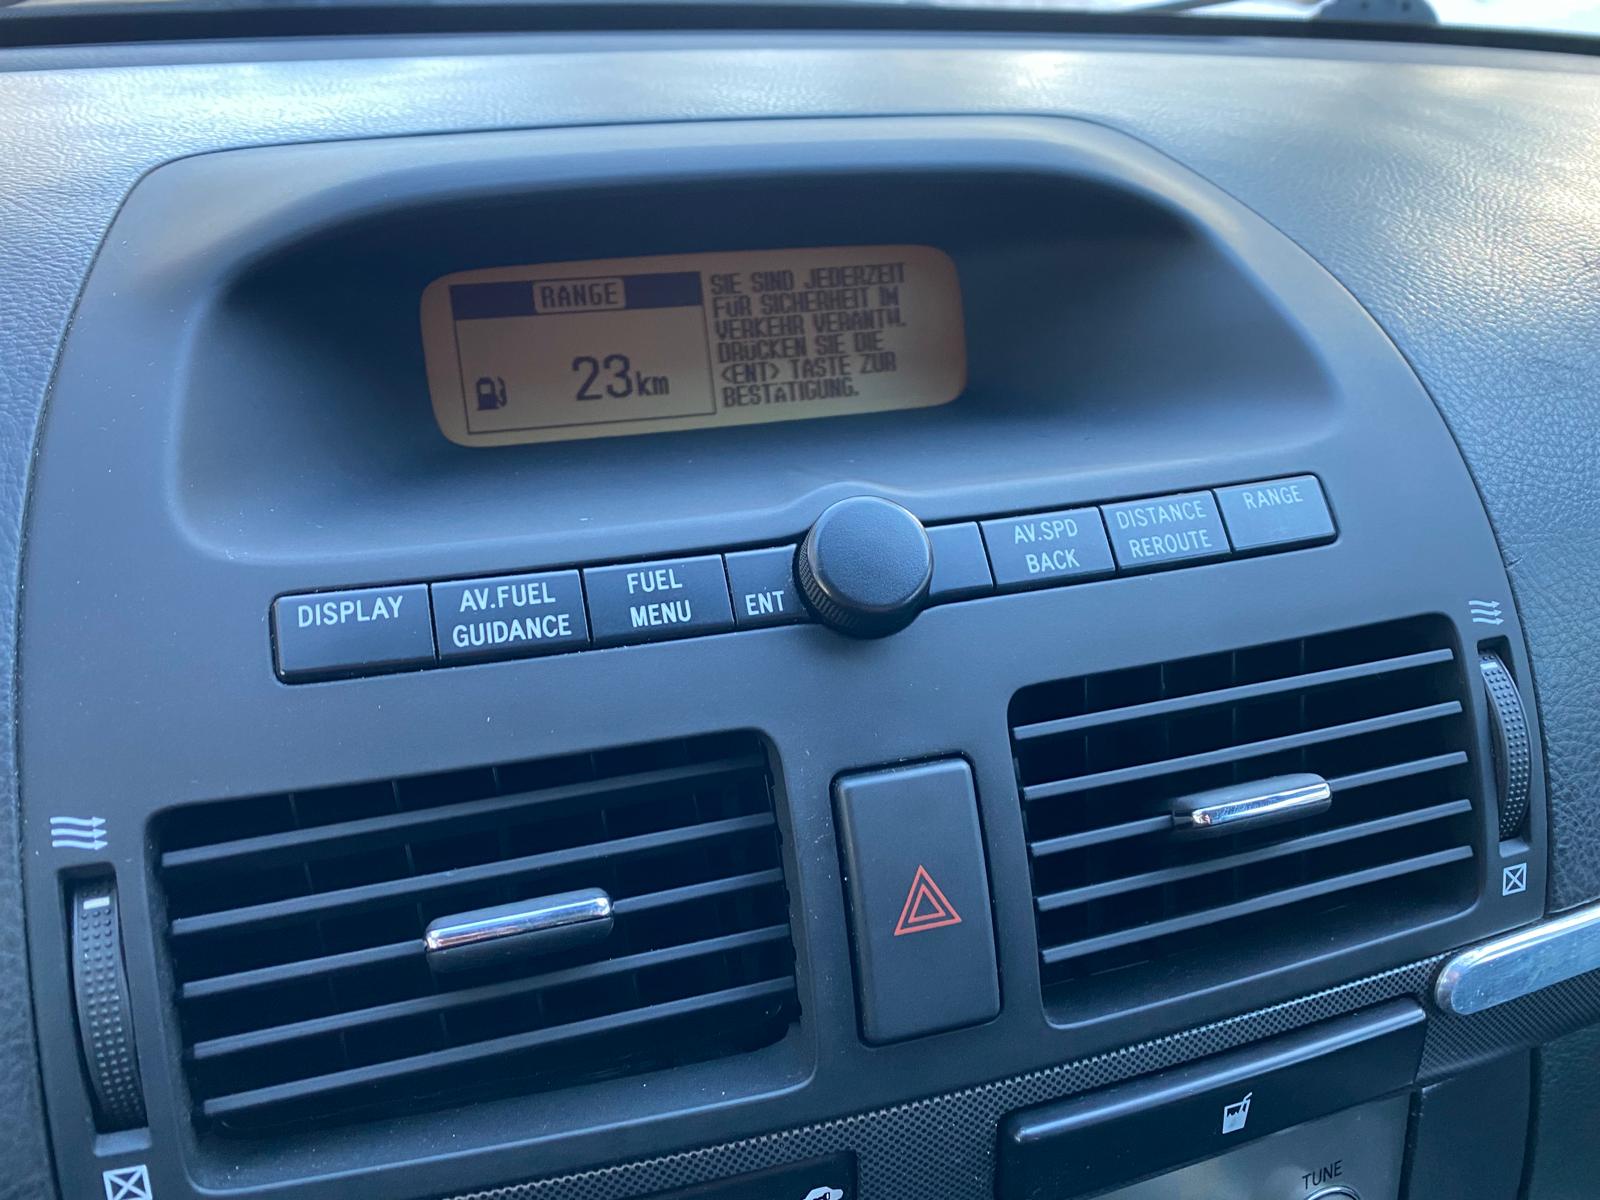 RANGE
23km
SIE SIND JEDERZEIT
FÜR SICHERHEIT IM
VERKEHR VERANTW.
DRÜCKEN SIE DIE
<ENT> TASTE ZUR
BESTÄTIGUNG.
DISPLAY
AV.FUEL
GUIDANCE
FUEL
MENU
ENT
AV.SPD
BACK
DISTANCE
REROUTE
RANGE
TUNE